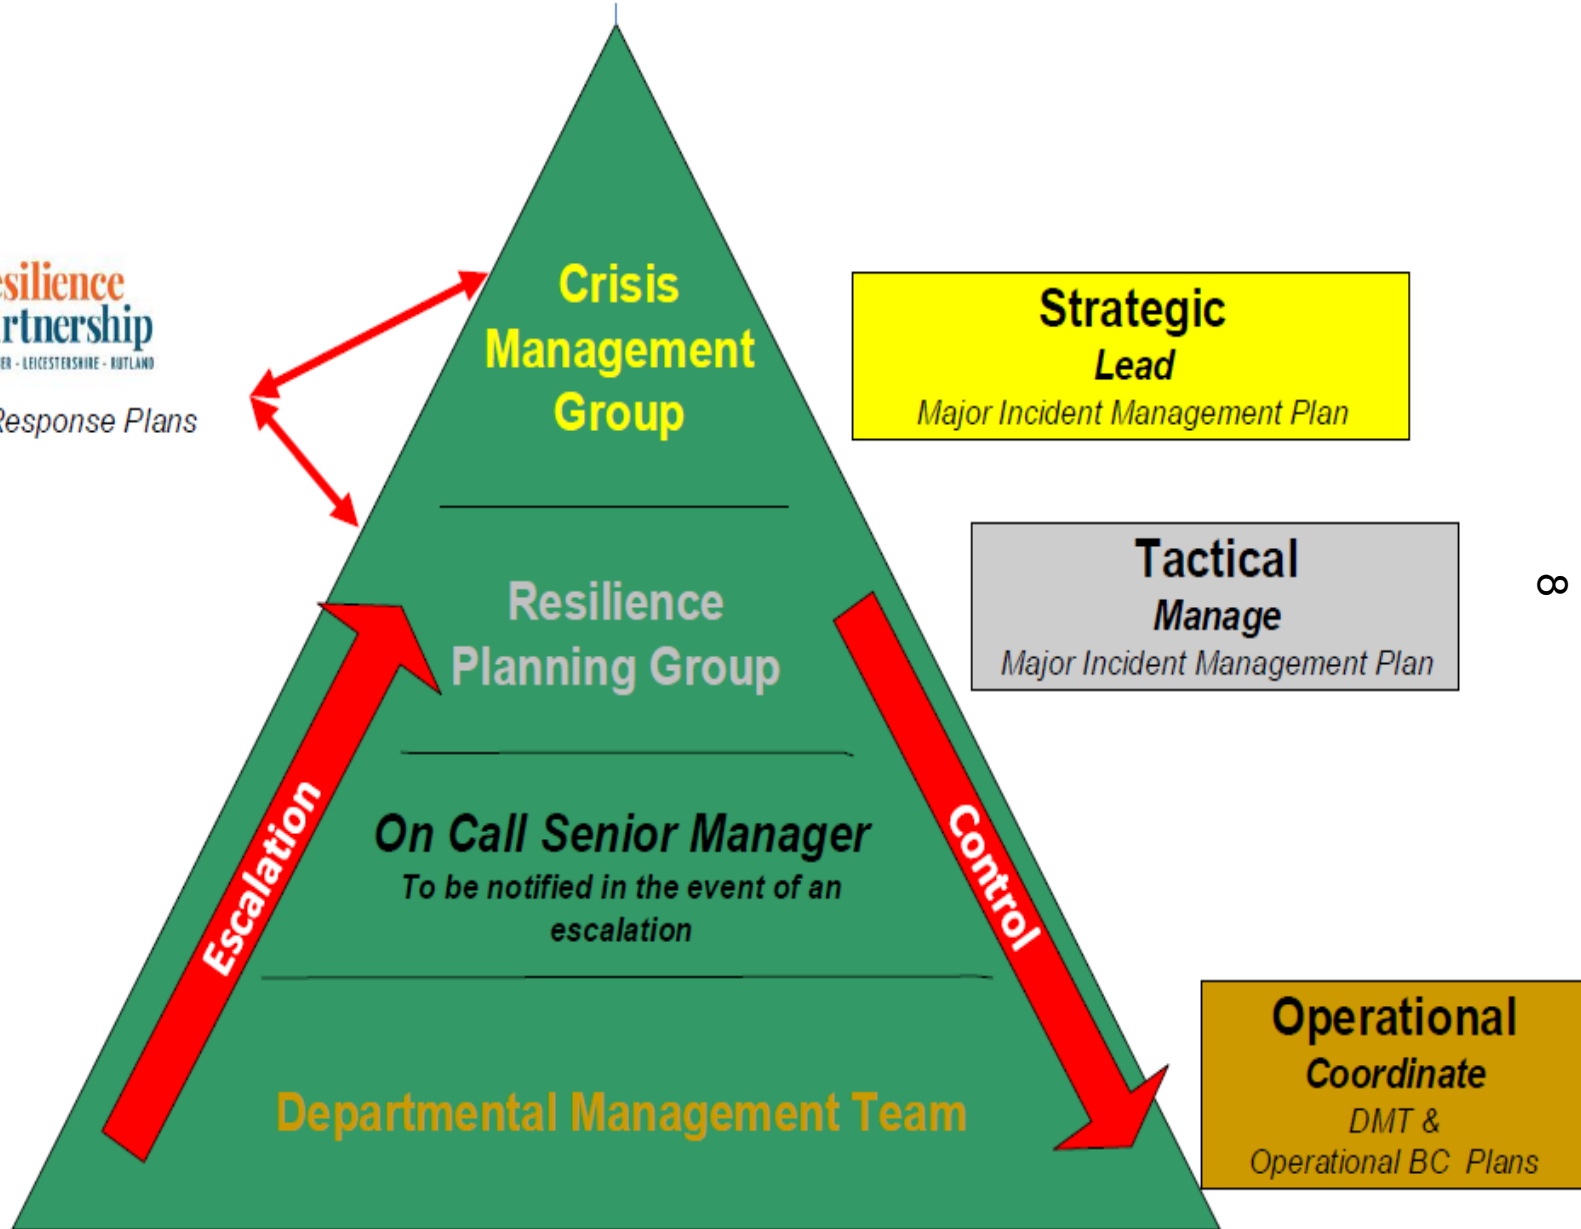 esilience
rtnership
ER - LEICESTERSHIRE - RUTLAND
Response Plans
Crisis
Management
Group
Strategic
Lead
Major Incident Management Plan
Resilience
Planning Group
Tactical
Manage
Major Incident Management Plan
8
Escalation
On Call Senior Manager
To be notified in the event of an
escalation
Control
Departmental Management Team
Operational
Coordinate
DMT &
Operational BC Plans